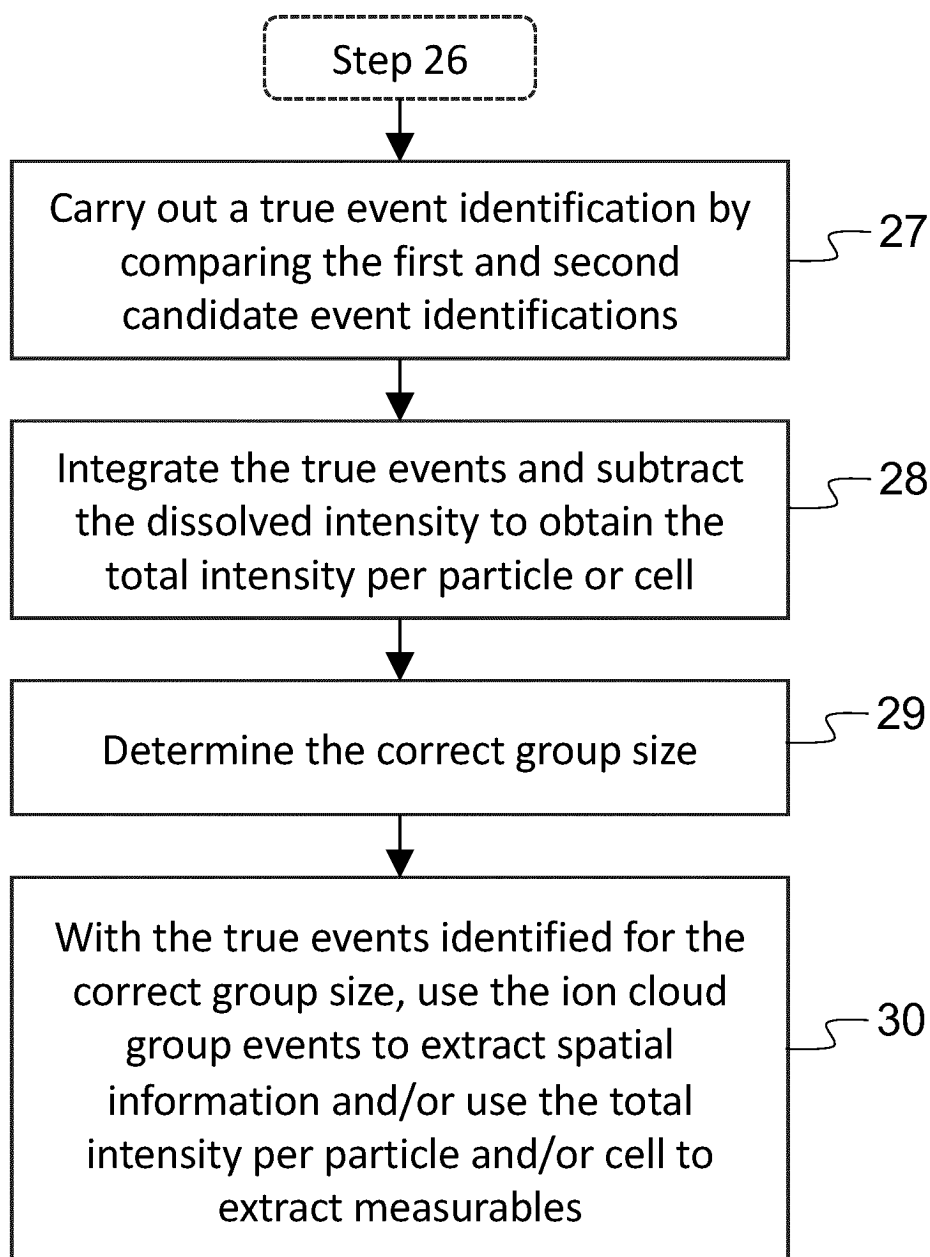 Step 26
Carry out a true event identification by
comparing the first and second
candidate event identifications
27
Integrate the true events and subtract
the dissolved intensity to obtain the
total intensity per particle or cell
28
Determine the correct group size
29
With the true events identified for the
correct group size, use the ion cloud
group events to extract spatial
information and/or use the total
intensity per particle and/or cell to
extract measurables
30